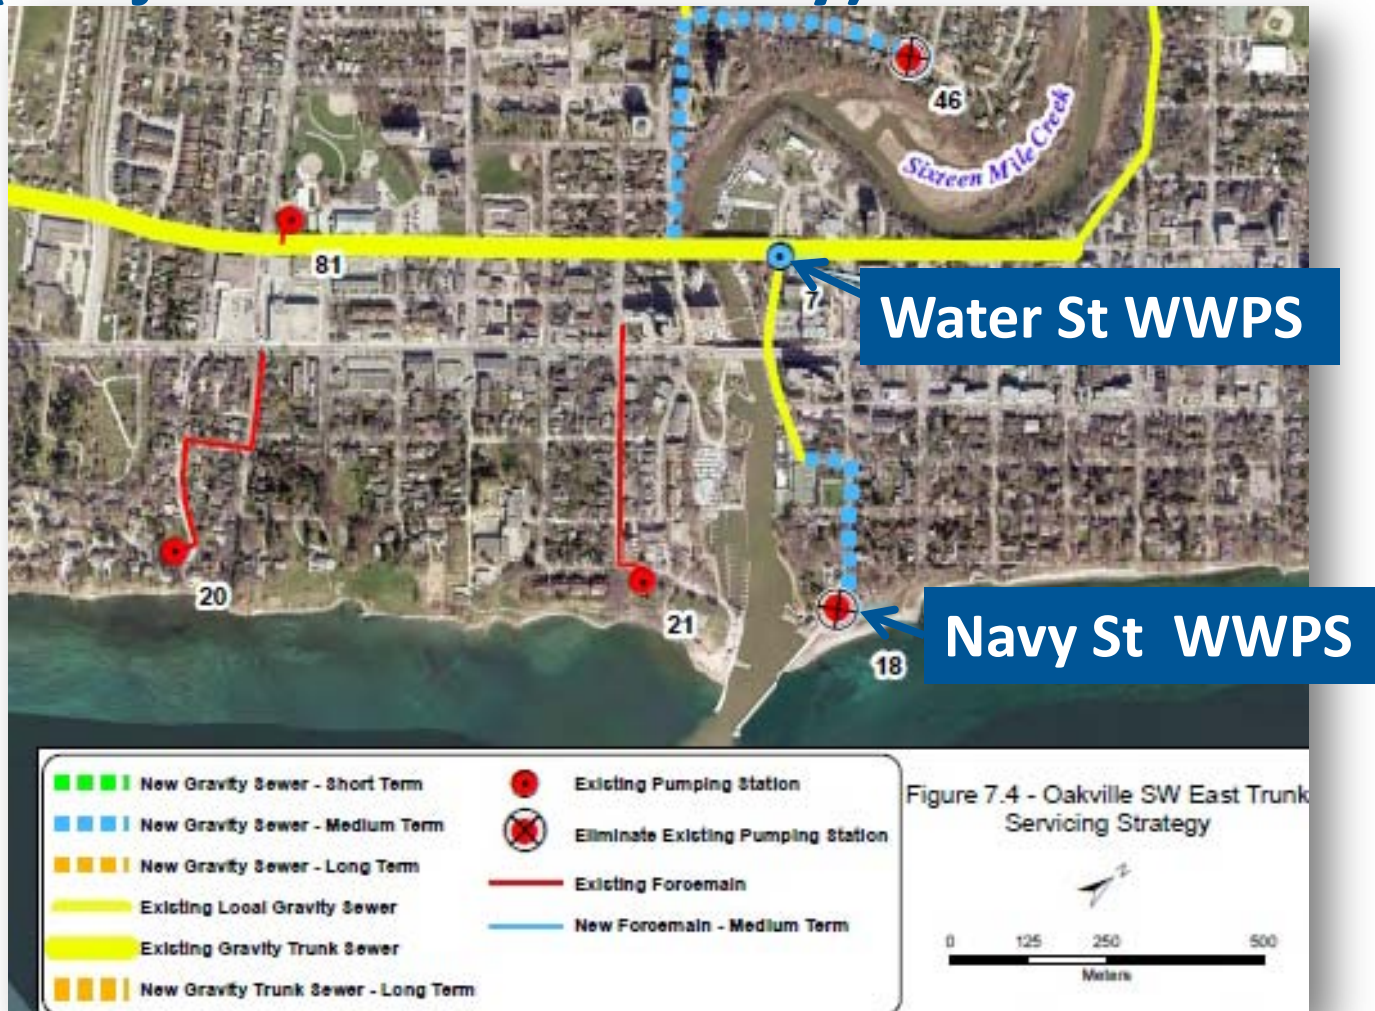 46
Sixteen Mile Creek
81
7
Water St WWPS
20
21
18
Navy St WWPS
New Gravity Sewer - Short Term
New Gravity Sewer - Medium Term
New Gravity Sewer - Long Term
Existing Local Gravity Sewer
Existing Gravity Trunk Sewer
New Gravity Trunk Sewer - Long Term
Existing Pumping Station
Eliminate Existing Pumping Station
Existing Forcemain
New Forcemain - Medium Term
Figure 7.4 - Oakville SW East Trunk
Servicing Strategy
Z
0 125 250 500
Meters